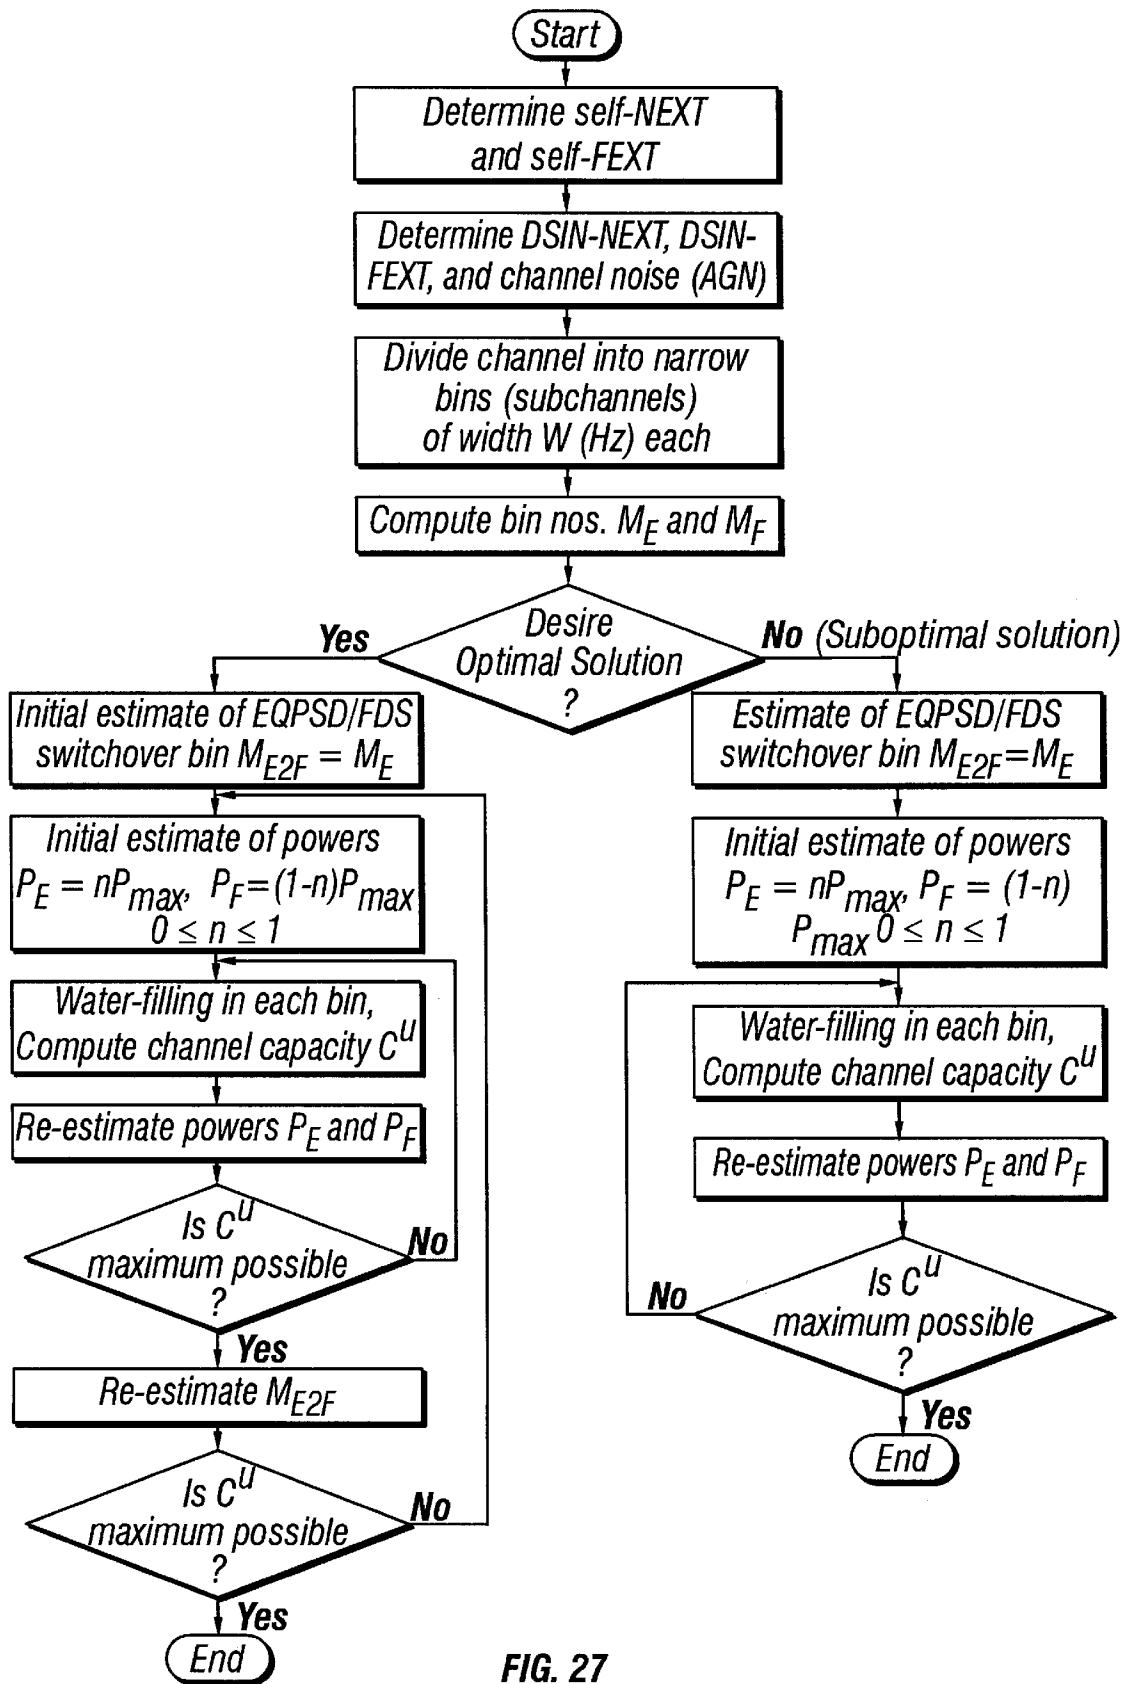 Start
Determine self-NEXT
and self-FEXT
Determine DSIN-NEXT, DSIN-
FEXT, and channel noise (AGN)
Divide channel into narrow
bins (subchannels)
of width W (Hz) each
Compute bin nos. M_E and M_F
Desire
Optimal Solution
?
Yes
Initial estimate of EQPSD/FDS
switchover bin M_E2F = M_E
Initial estimate of powers
P_E = nP_max, P_F=(1-n)P_max
0 ≤ n ≤ 1
Water-filling in each bin,
Compute channel capacity C^u
Re-estimate powers P_E and P_F
Is C^u
maximum possible
?
No
Yes
Re-estimate M_E2F
Is C^u
maximum possible
?
No
Yes
End
No (Suboptimal solution)
Estimate of EQPSD/FDS
switchover bin M_E2F=M_E
Initial estimate of powers
P_E = nP_max, P_F = (1-n)
P_max 0 ≤ n ≤ 1
Water-filling in each bin,
Compute channel capacity C^u
Re-estimate powers P_E and P_F
Is C^u
maximum possible
?
No
Yes
End
FIG. 27